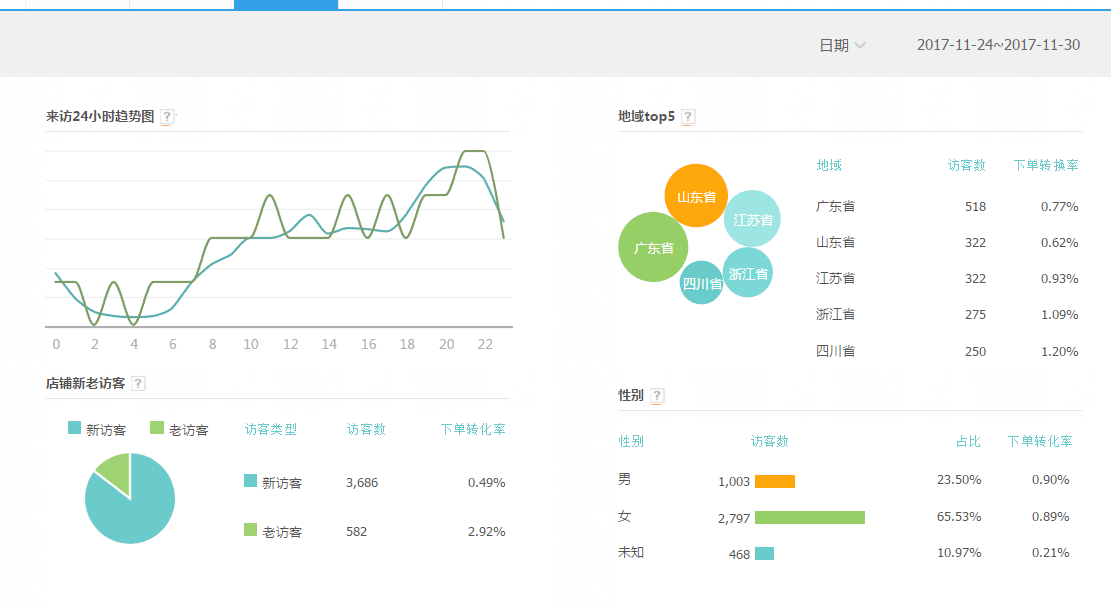 日期 2017-11-24~2017-11-30
来访24小时趋势图 ?
0 2 4 6 8 10 12 14 16 18 20 22
店铺新老访客 ?
新访客 老访客
访客类型 访客数 下单转化率
新访客 3,686 0.49%
老访客 582 2.92%
地域top5 ?
山东省
江苏省
广东省
浙江省
四川省
地域 访客数 下单转换率
广东省 518 0.77%
山东省 322 0.62%
江苏省 322 0.93%
浙江省 275 1.09%
四川省 250 1.20%
性别 ?
性别 访客数 占比 下单转化率
男 1,003 23.50% 0.90%
女 2,797 65.53% 0.89%
未知 468 10.97% 0.21%